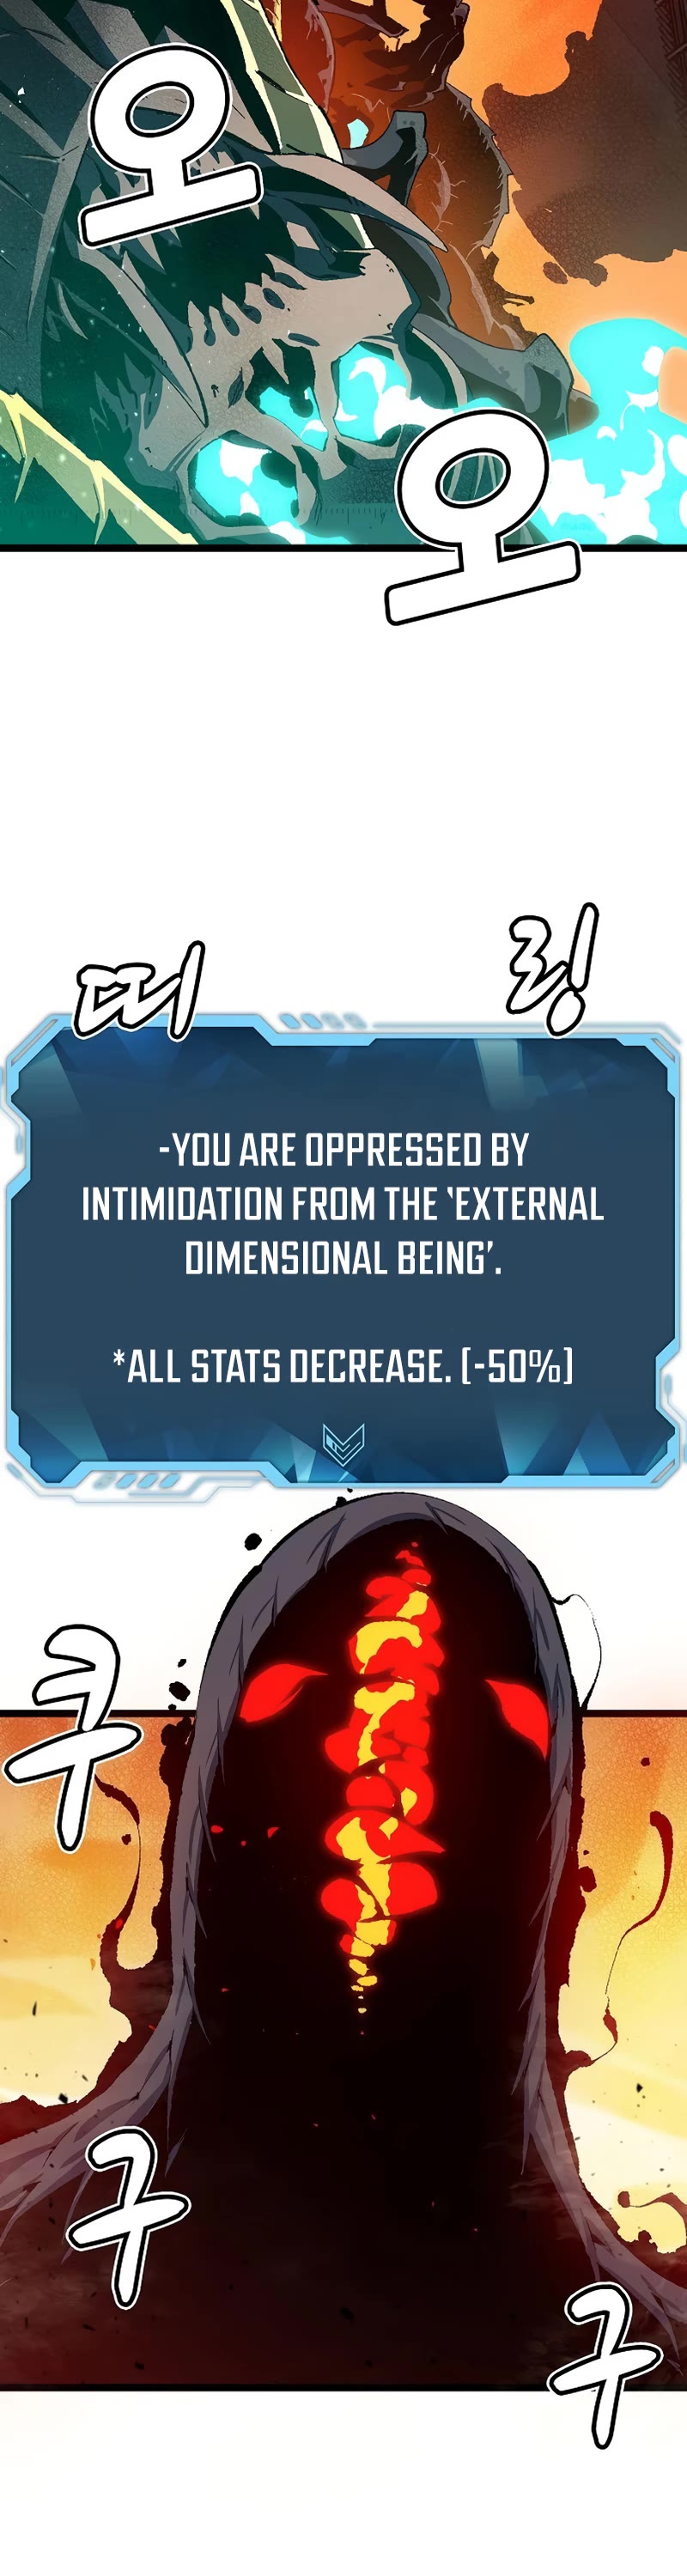 오
오
띠 링!
-YOU ARE OPPRESSED BY
INTIMIDATION FROM THE 'EXTERNAL
DIMENSIONAL BEING'.
*ALL STATS DECREASE. [-50%]
쿠
구
구